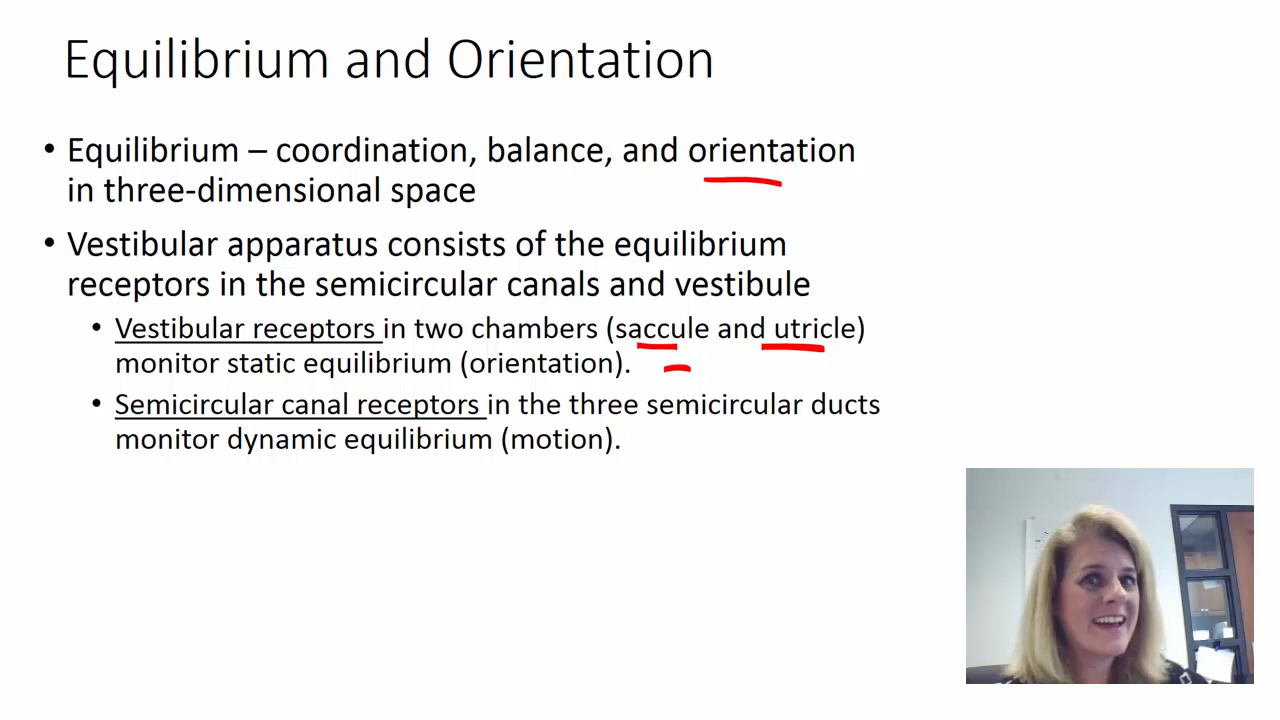 Equilibrium and Orientation
• Equilibrium – coordination, balance, and orientation
in three-dimensional space
• Vestibular apparatus consists of the equilibrium
receptors in the semicircular canals and vestibule
• Vestibular receptors in two chambers (saccule and utricle)
monitor static equilibrium (orientation).
• Semicircular canal receptors in the three semicircular ducts
monitor dynamic equilibrium (motion).